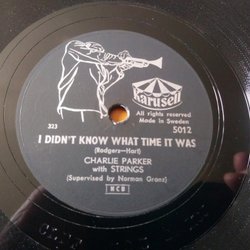 Karusell
All rights reserved
Made in Sweden
323
5012
I DIDN'T KNOW WHAT TIME IT WAS
(Rodgers—Hart)
CHARLIE PARKER
with STRINGS
(Supervised by Norman Granz)
NCB